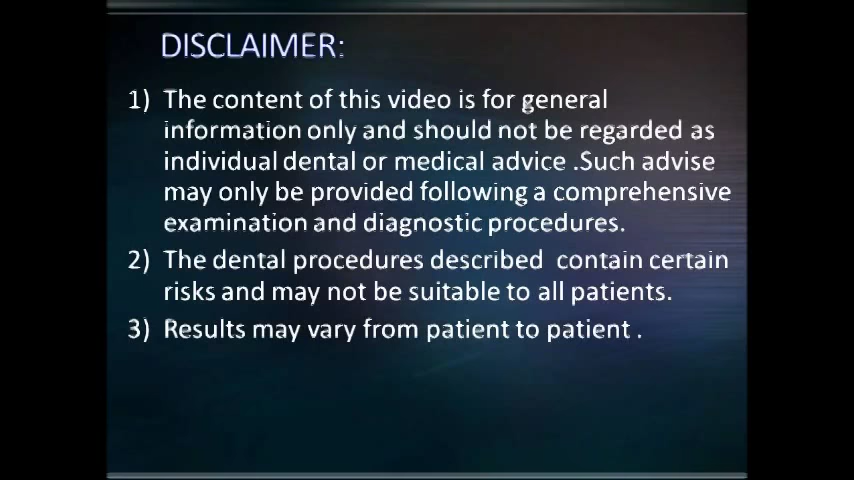 DISCLAIMER:
1) The content of this video is for general
information only and should not be regarded as
individual dental or medical advice .Such advise
may only be provided following a comprehensive
examination and diagnostic procedures.
2) The dental procedures described  contain certain
risks and may not be suitable to all patients.
3) Results may vary from patient to patient .